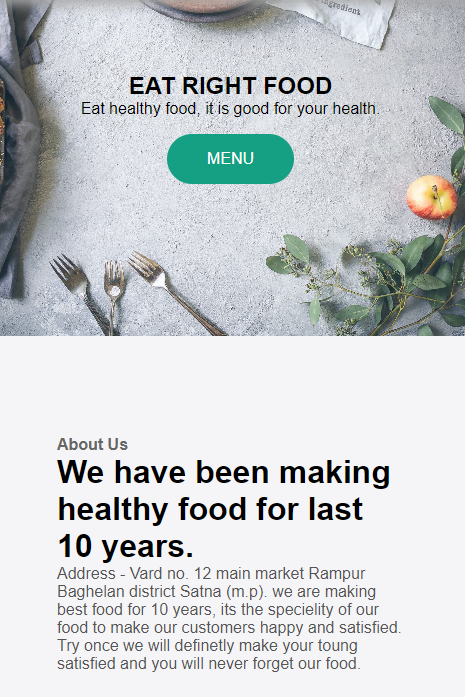 ingredient
EAT RIGHT FOOD
Eat healthy food, it is good for your health.
MENU
About Us
We have been making
healthy food for last
10 years.
Address - Vard no. 12 main market Rampur
Baghelan district Satna (m.p). we are making
best food for 10 years, its the specielity of our
food to make our customers happy and satisfied.
Try once we will definetly make your toung
satisfied and you will never forget our food.